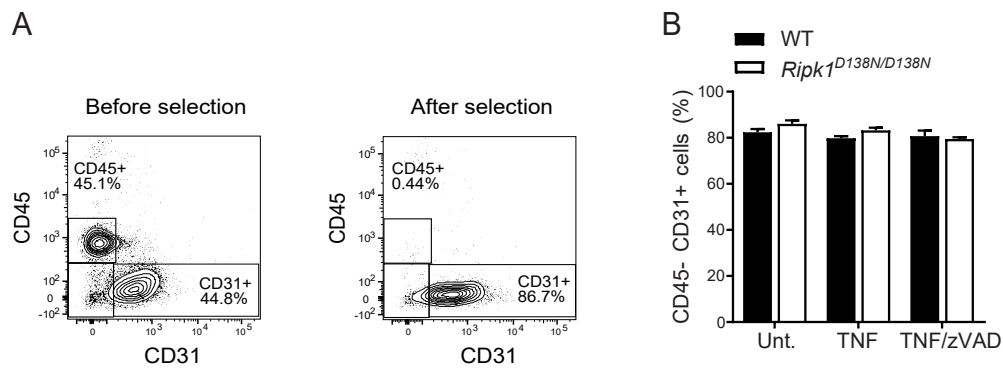 A
Before selection
CD45
10⁵
10⁴
10³
10²
0
-10²
CD45+
45.1%
CD31+
44.8%
0
10³
10⁴
10⁵
CD31
After selection
CD45
10⁵
10⁴
10³
10²
0
-10²
CD45+
0.44%
CD31+
86.7%
0
10³
10⁴
10⁵
CD31
B
WT
Ripk1D138N/D138N
CD45- CD31+ cells (%)
100
80
60
40
20
0
Unt.
TNF
TNF/zVAD